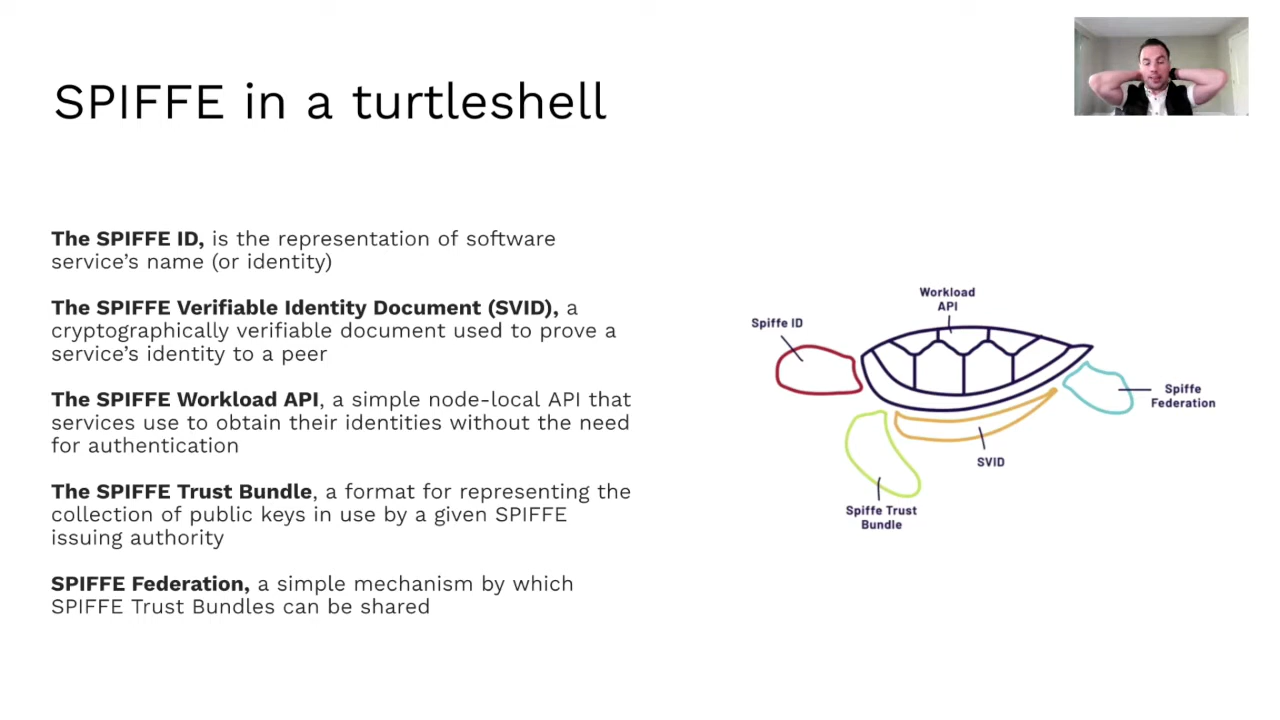 SPIFFE in a turtleshell
The SPIFFE ID, is the representation of software
service's name (or identity)
The SPIFFE Verifiable Identity Document (SVID), a
cryptographically verifiable document used to prove a
service's identity to a peer
The SPIFFE Workload API, a simple node-local API that
services use to obtain their identities without the need
for authentication
The SPIFFE Trust Bundle, a format for representing the
collection of public keys in use by a given SPIFFE
issuing authority
SPIFFE Federation, a simple mechanism by which
SPIFFE Trust Bundles can be shared
Workload
API
Spiffe ID
Spiffe
Federation
SVID
Spiffe Trust
Bundle